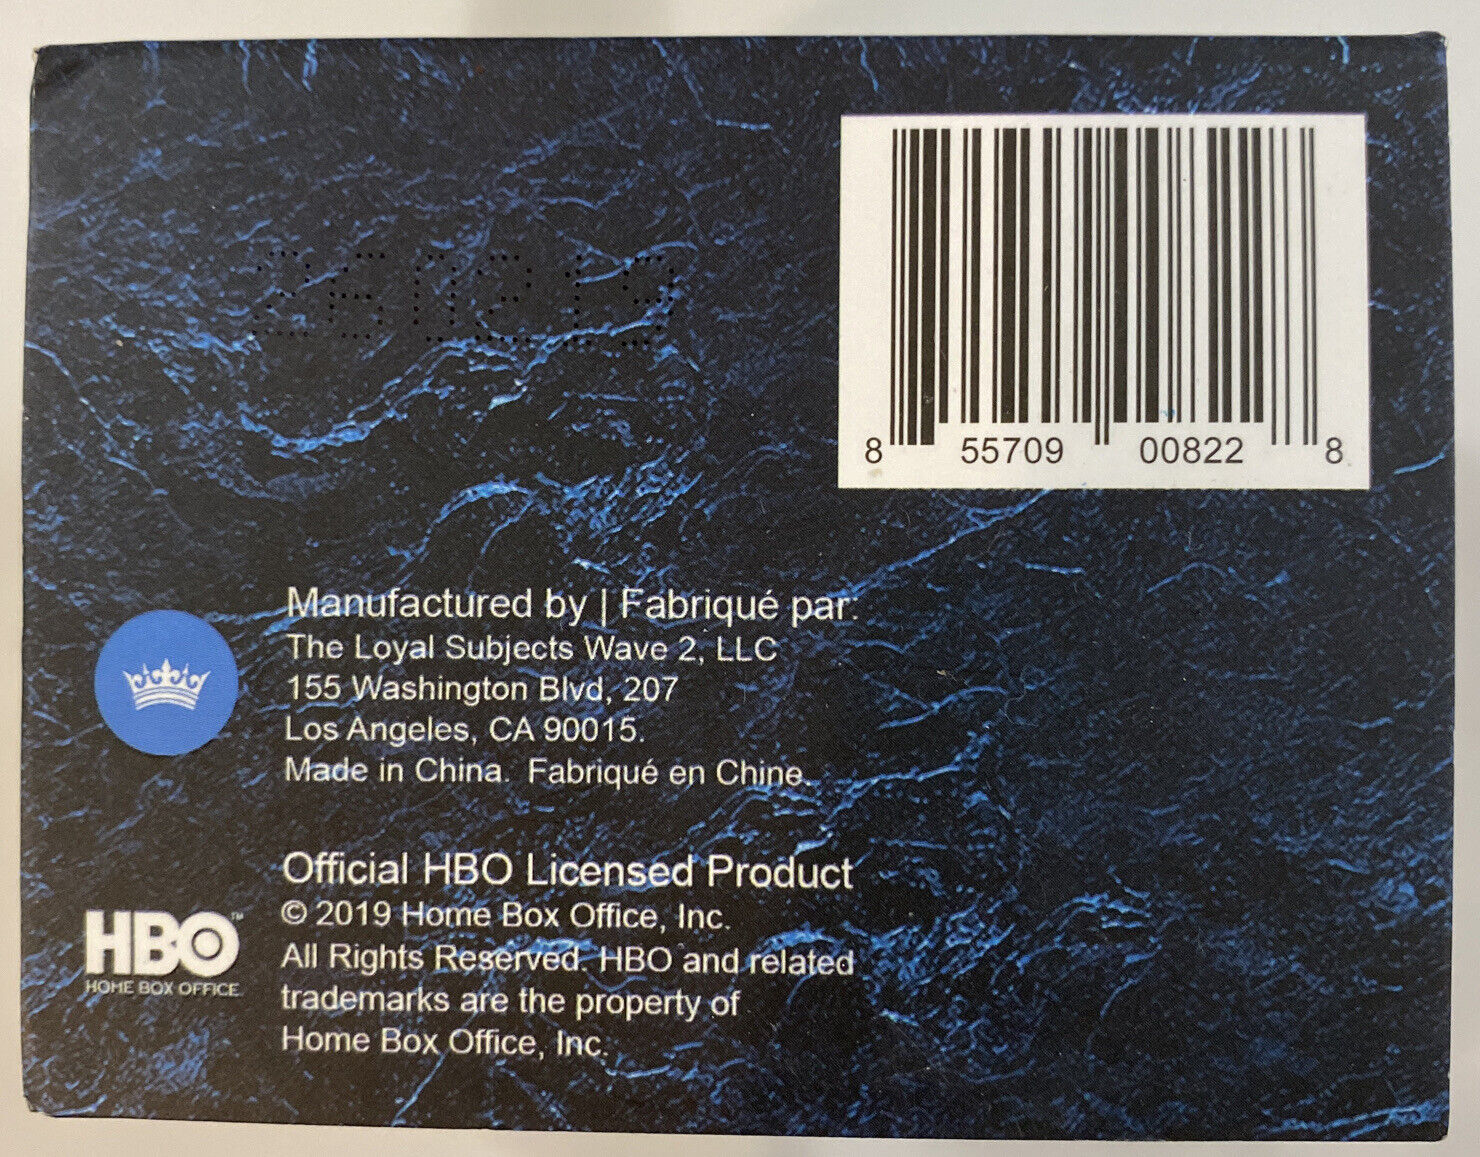 8 55709 00822 8
Manufactured by | Fabriqué par:
The Loyal Subjects Wave 2, LLC
155 Washington Blvd, 207
Los Angeles, CA 90015.
Made in China. Fabriqué en Chine.
Official HBO Licensed Product
© 2019 Home Box Office, Inc.
All Rights Reserved. HBO and related
trademarks are the property of
Home Box Office, Inc.
HBO™
HOME BOX OFFICE